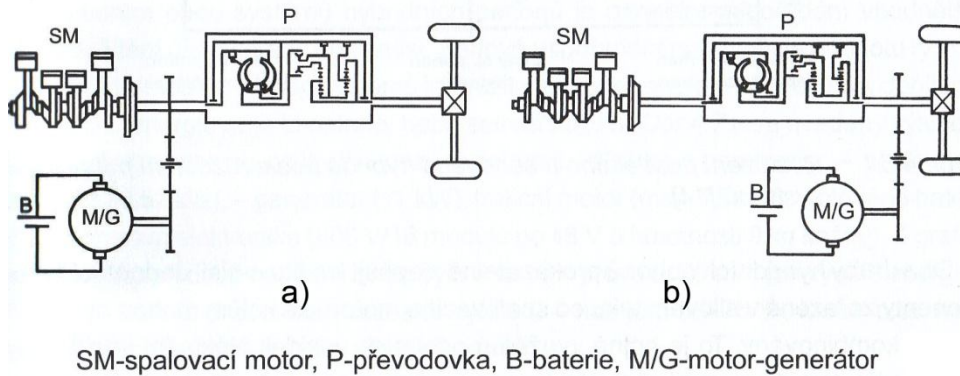 P
P
SM
SM
B
M/G
B
M/G
a)
b)
SM-spalovací motor, P-převodovka, B-baterie, M/G-motor-generátor